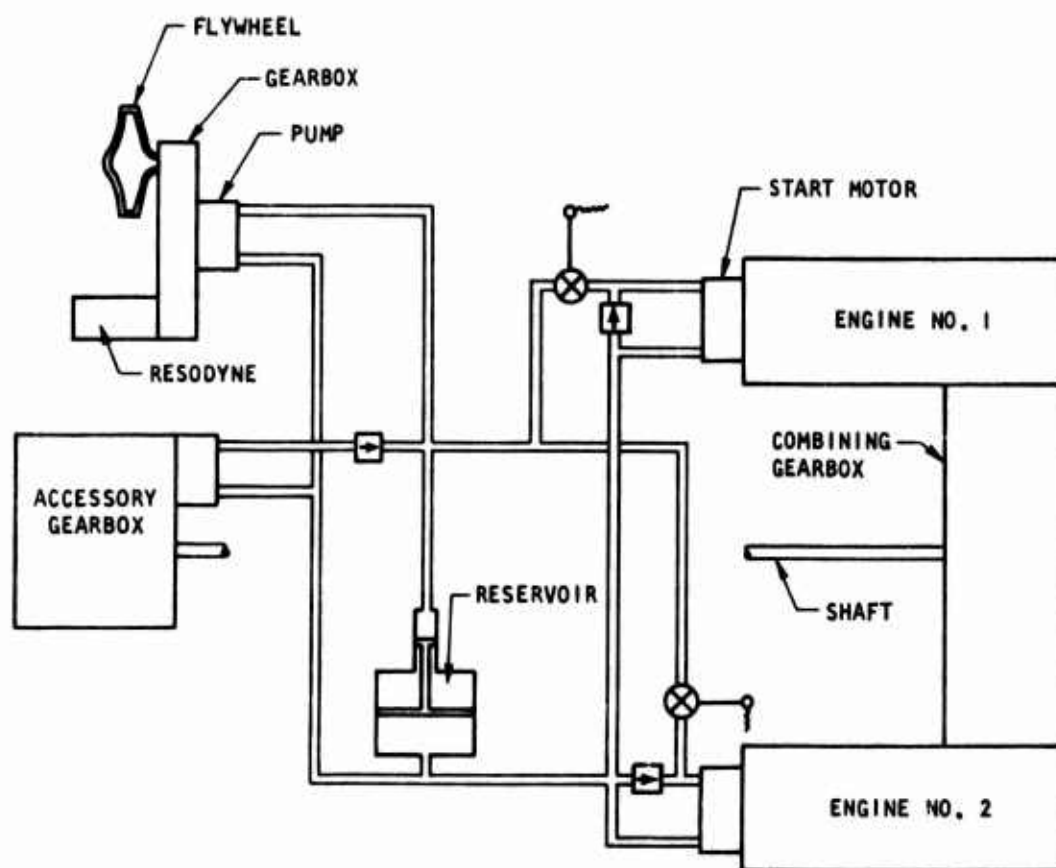 FLYWHEEL
GEARBOX
PUMP
START MOTOR
ENGINE NO. 1
RESODYNE
COMBINING
GEARBOX
ACCESSORY
GEARBOX
RESERVOIR
SHAFT
ENGINE NO. 2